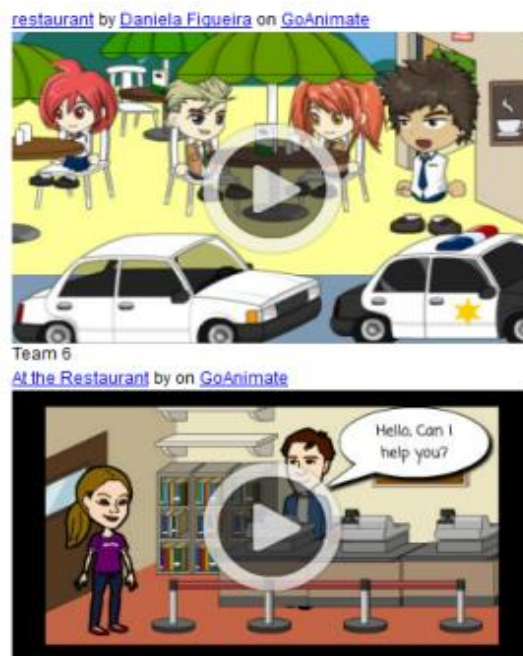 restaurant by Daniela Figueira on GoAnimate
Team 6
At the Restaurant by on GoAnimate
Hello, Can I
help you?